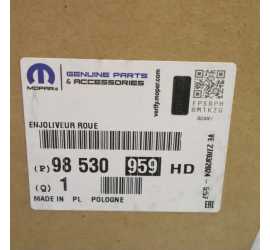 MOPAR
GENUINE PARTS
& ACCESSORIES
verify.mopar.com
ENJOLIVEUR ROUE
(P) 98 530 959 HD
(Q) 1
MADE IN PL POLOGNE